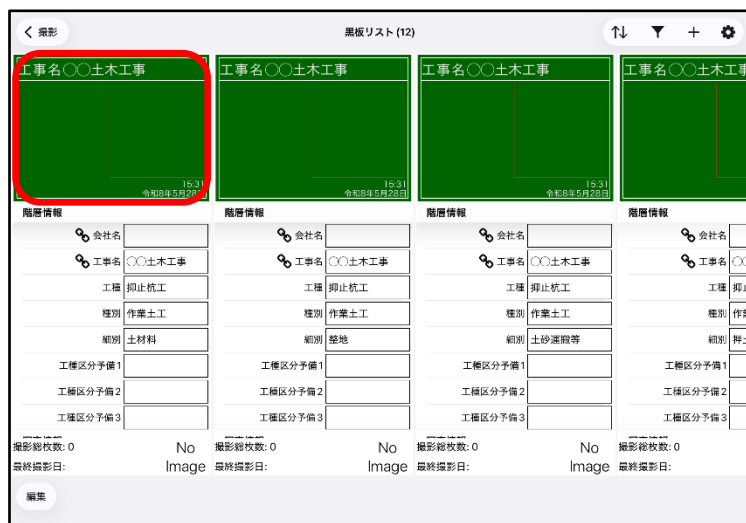 撮影
黒板リスト (12)
工事名○○土木工事
15:31
令和8年5月28日
階層情報
会社名
工事名 ○○土木工事
工種 抑止杭工
種別 作業土工
細別 土材料
工種区分予備1
工種区分予備2
工種区分予備3
撮影総枚数: 0
最終撮影日:
No
Image
工事名○○土木工事
15:31
令和8年5月28日
階層情報
会社名
工事名 ○○土木工事
工種 抑止杭工
種別 作業土工
細別 整地
工種区分予備1
工種区分予備2
工種区分予備3
撮影総枚数: 0
最終撮影日:
No
Image
工事名○○土木工事
15:31
令和8年5月28日
階層情報
会社名
工事名 ○○土木工事
工種 抑止杭工
種別 作業土工
細別 土砂運搬等
工種区分予備1
工種区分予備2
工種区分予備3
撮影総枚数: 0
最終撮影日:
No
Image
工事名○○土木工事
階層情報
会社名
工事名
工種
種別
細別
工種区分予備1
工種区分予備2
工種区分予備3
撮影総枚数: 0
最終撮影日:
編集